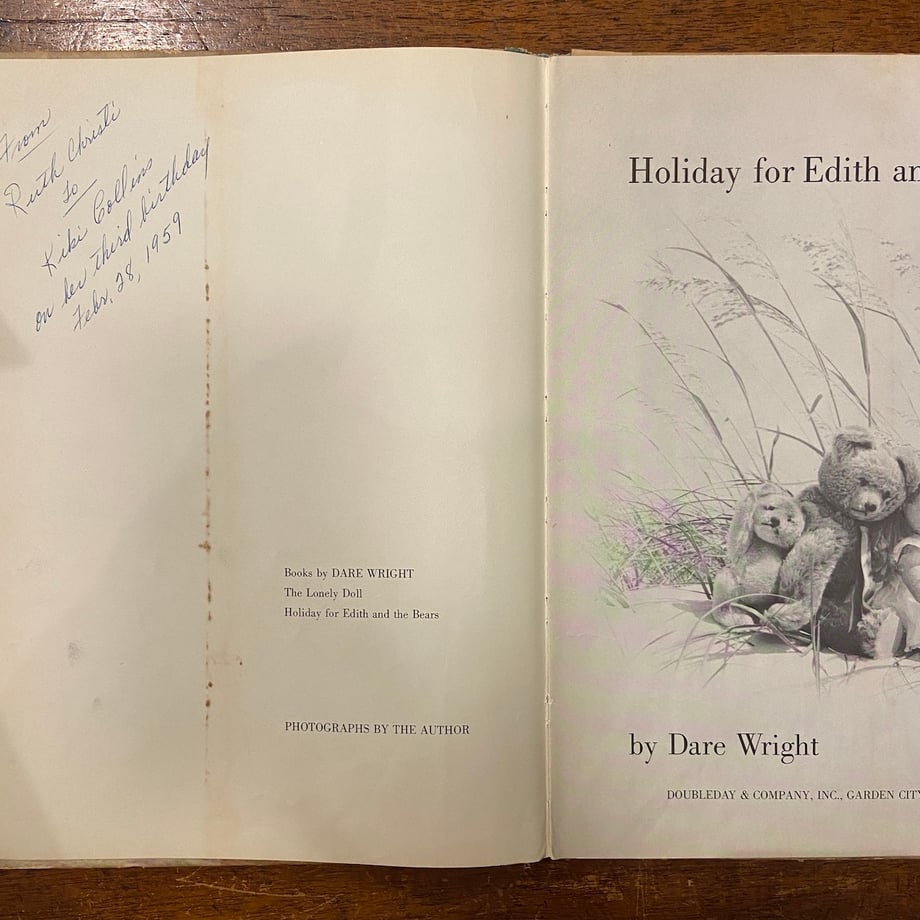 From
Ruth Christi
to
Kiki Collins
on her third birthday
Febr. 28, 1959
Books by DARE WRIGHT
The Lonely Doll
Holiday for Edith and the Bears
PHOTOGRAPHS BY THE AUTHOR
Holiday for Edith an
by Dare Wright
DOUBLEDAY & COMPANY, INC., GARDEN CITY